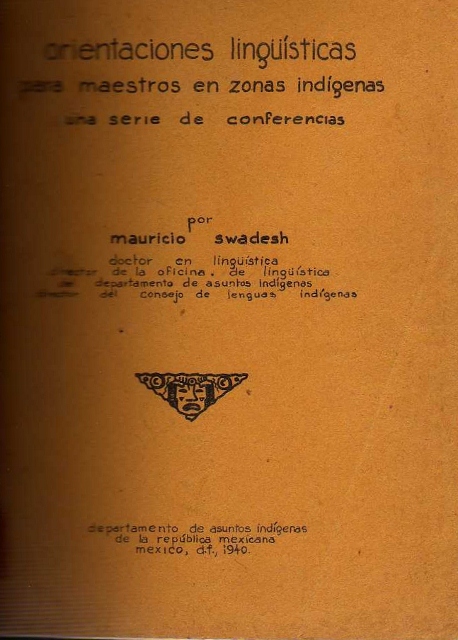 orientaciones lingüísticas
para maestros en zonas indígenas
una serie de conferencias
por
mauricio swadesh
doctor en lingüística
director de la oficina de lingüística
del departamento de asuntos indígenas
director del consejo de lenguas indígenas
departamento de asuntos indígenas
de la república mexicana
mexico, d.f., 1940.